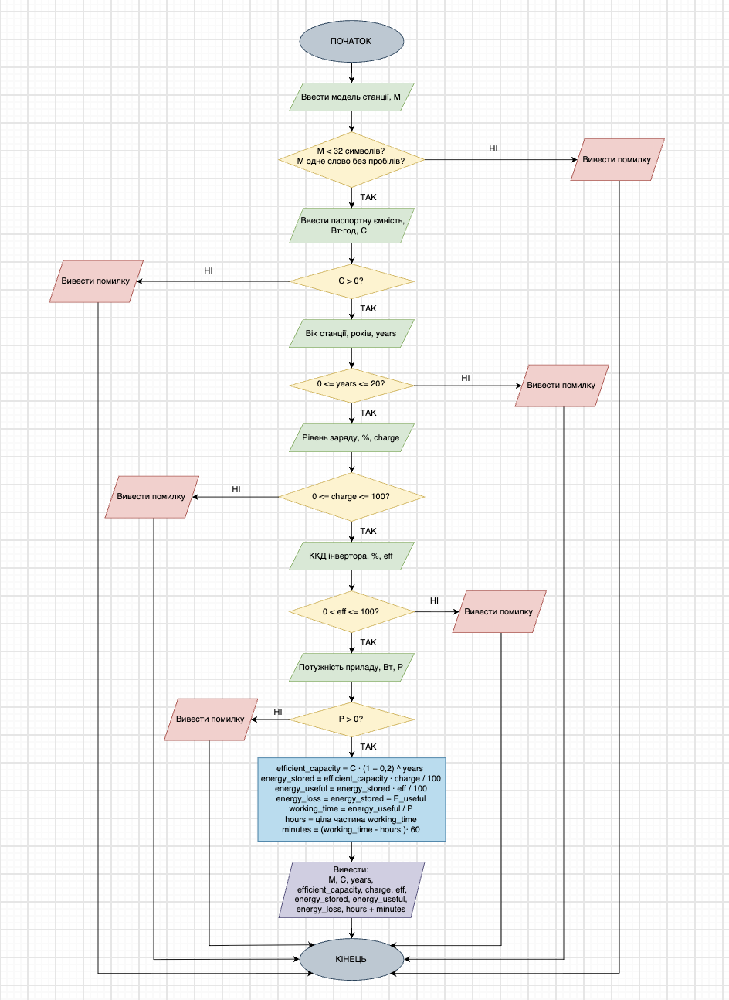 ПОЧАТОК
Ввести модель станції, M
M < 32 символів?
M одне слово без пробілів?
НІ
Вивести помилку
ТАК
Ввести паспортну ємність,
Вт·год, C
C > 0?
НІ
Вивести помилку
ТАК
Вік станції, років, years
0 <= years <= 20?
НІ
Вивести помилку
ТАК
Рівень заряду, %, charge
0 <= charge <= 100?
НІ
Вивести помилку
ТАК
ККД інвертора, %, eff
0 < eff <= 100?
НІ
Вивести помилку
ТАК
Потужність приладу, Вт, P
P > 0?
НІ
Вивести помилку
ТАК
efficient_capacity = C · (1 − 0,2) ^ years
energy_stored = efficient_capacity · charge / 100
energy_useful = energy_stored · eff / 100
energy_loss = energy_stored − E_useful
working_time = energy_useful / P
hours = ціла частина working_time
minutes = (working_time - hours )· 60
Вивести:
M, C, years,
efficient_capacity, charge, eff,
energy_stored, energy_useful,
energy_loss, hours + minutes
КІНЕЦЬ